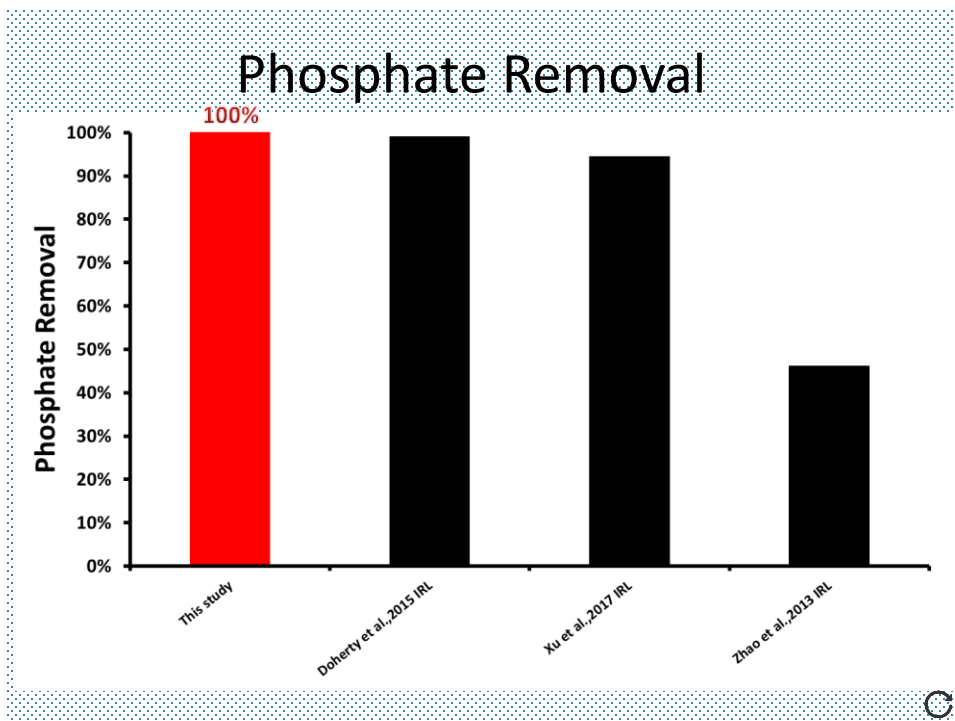 Phosphate Removal
100%
100%
90%
80%
70%
60%
50%
40%
30%
20%
10%
0%
Phosphate Removal
This study
Doherty et al.,2015 IRL
Xu et al.,2017 IRL
Zhao et al.,2013 IRL